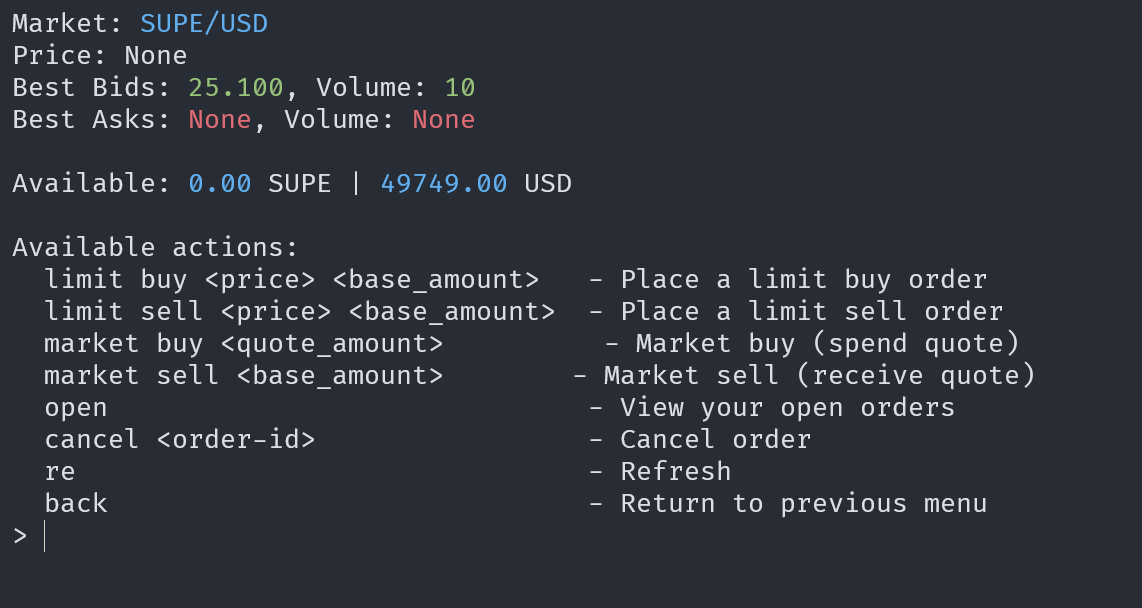 Market: SUPE/USD
Price: None
Best Bids: 25.100, Volume: 10
Best Asks: None, Volume: None
Available: 0.00 SUPE | 49749.00 USD
Available actions:
  limit buy <price> <base_amount>   - Place a limit buy order
  limit sell <price> <base_amount>  - Place a limit sell order
  market buy <quote_amount>          - Market buy (spend quote)
  market sell <base_amount>        - Market sell (receive quote)
  open                              - View your open orders
  cancel <order-id>                 - Cancel order
  re                                - Refresh
  back                              - Return to previous menu
>